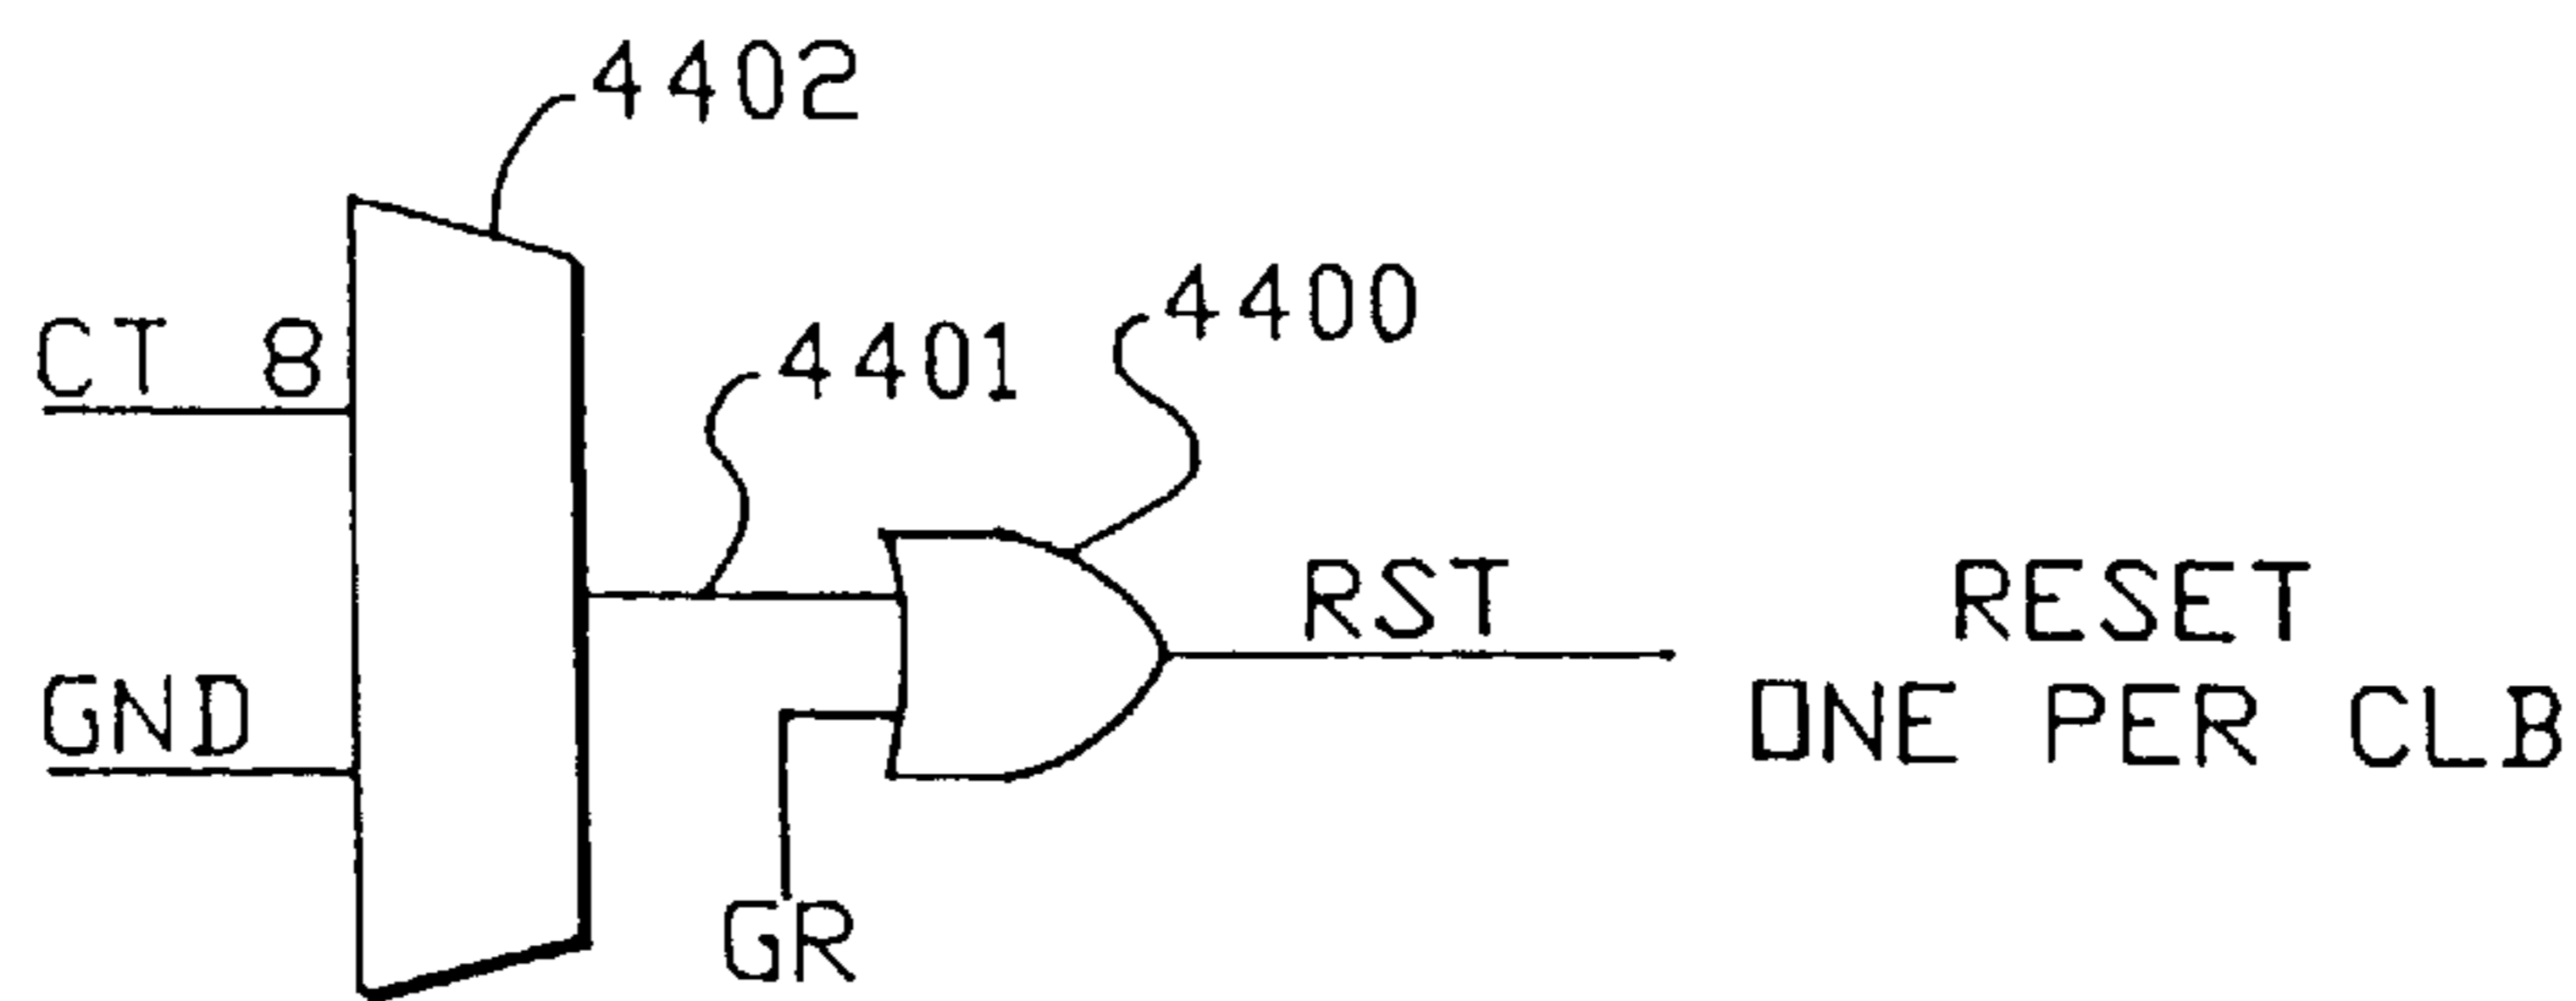 4402
4400
CT 8
4401
RST
RESET
ONE PER CLB
GND
GR